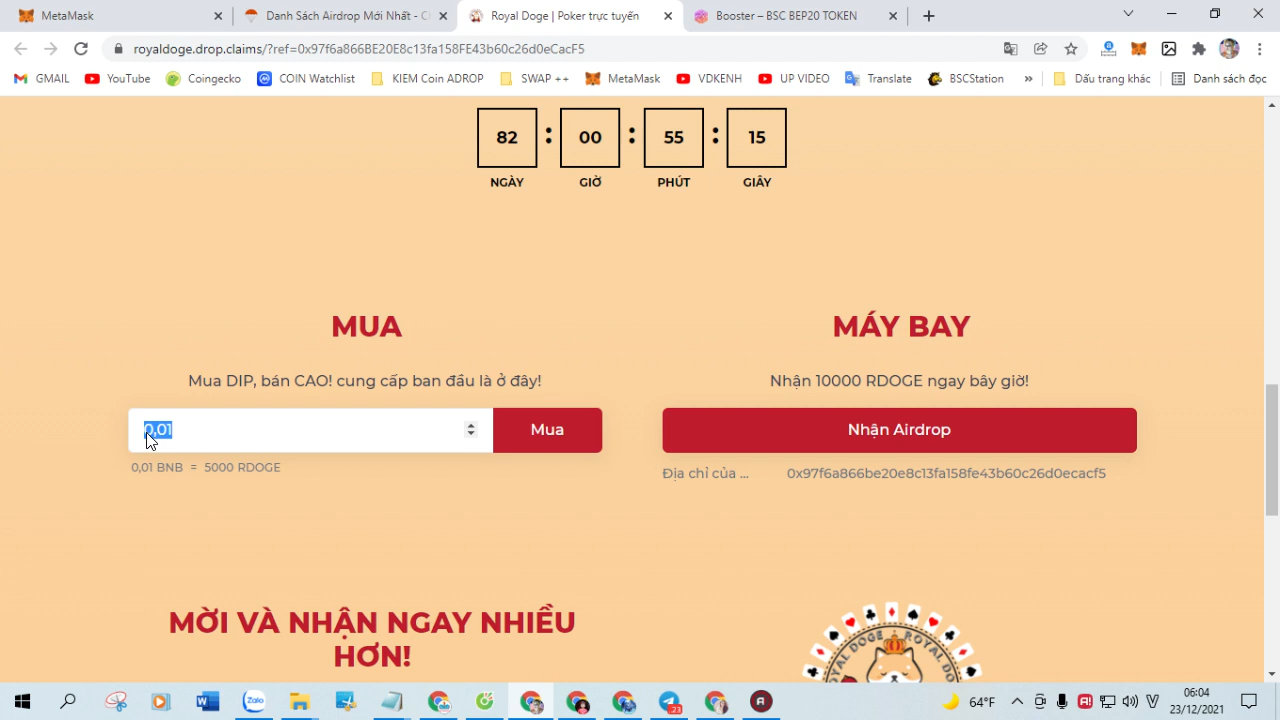 MetaMask
Danh Sách Airdrop Mới Nhất - C
Royal Doge | Poker trực tuyến
Booster – BSC BEP20 TOKEN
royaldoge.drop.claims/?ref=0x97f6a866BE20E8c13fa158FE43b60c26d0eCacF5
GMAIL
YouTube
Coingecko
COIN Watchlist
KIEM Coin ADROP
SWAP ++
MetaMask
VDKENH
UP VIDEO
Translate
BSCStation
»
Dấu trang khác
Danh sách đọc
82 : 00 : 55 : 15
NGÀY GIỜ PHÚT GIÂY
MUA
Mua DIP, bán CAO! cung cấp ban đầu là ở đây!
0,01
Mua
0,01 BNB = 5000 RDOGE
MÁY BAY
Nhận 10000 RDOGE ngay bây giờ!
Nhận Airdrop
Địa chỉ của ... 0x97f6a866be20e8c13fa158fe43b60c26d0ecacf5
MỜI VÀ NHẬN NGAY NHIỀU
HƠN!
ROYAL DOGE ROYAL DOGE
Zalo
23
64°F
06:04
23/12/2021